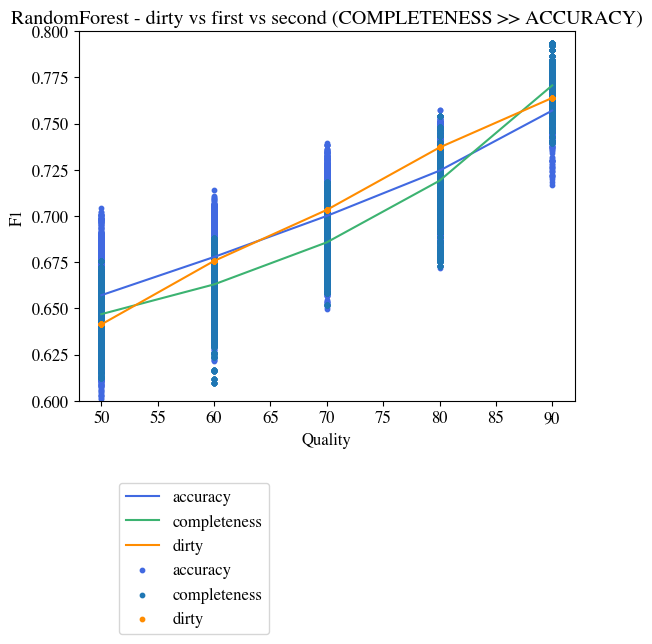 RandomForest - dirty vs first vs second (COMPLETENESS >> ACCURACY)
0.800
0.775
0.750
0.725
0.700
0.675
0.650
0.625
0.600
F1
50 55 60 65 70 75 80 85 90
Quality
accuracy
completeness
dirty
accuracy
completeness
dirty